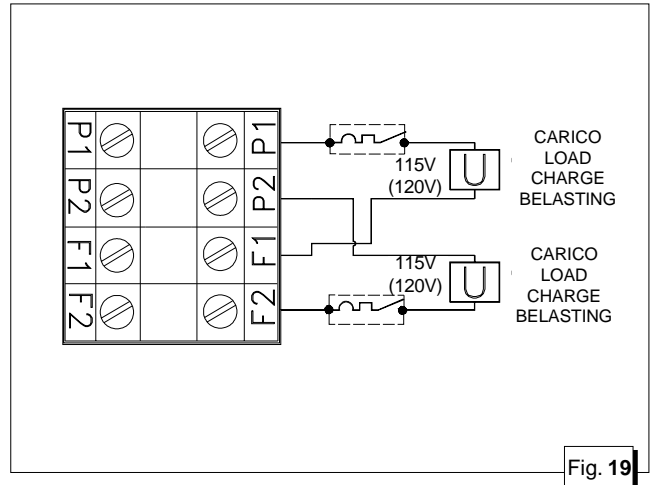 P1 P1
P2 P2
F1 F1
F2 F2
115V
(120V)
CARICO
LOAD
CHARGE
BELASTING
115V
(120V)
CARICO
LOAD
CHARGE
BELASTING
Fig. 19